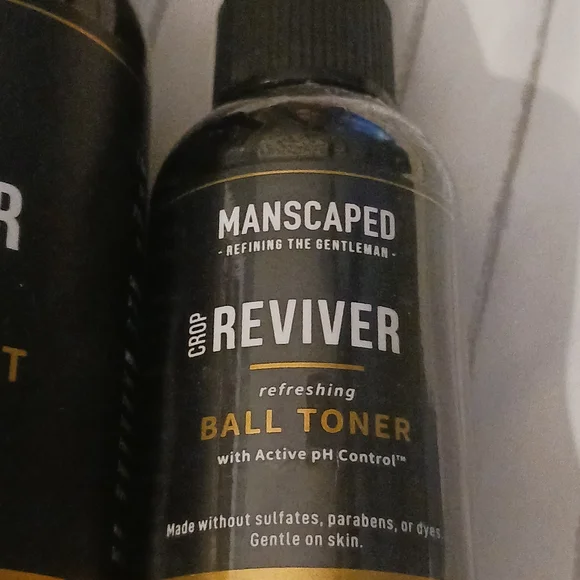 MANSCAPED
- REFINING THE GENTLEMAN -
CROP
REVIVER
refreshing
BALL TONER
with Active pH Control™
Made without sulfates, parabens, or dyes.
Gentle on skin.
R
T